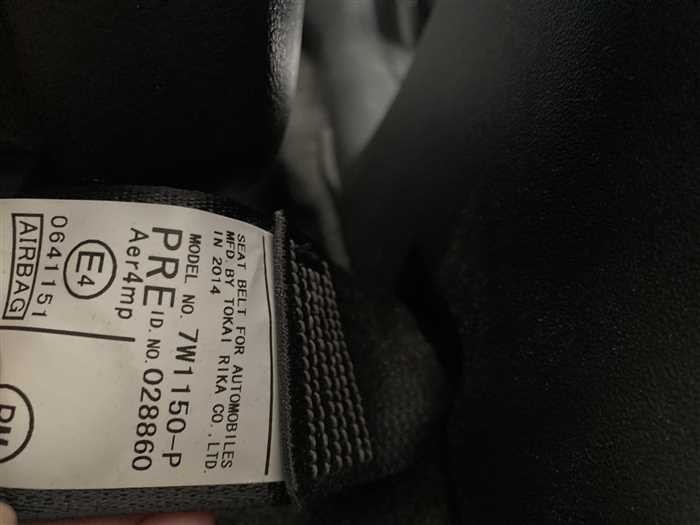 SEAT BELT FOR AUTOMOBILES
MFD. BY TOKAI RIKA CO., LTD.
IN 2014
MODEL NO. 7W1150-P
PRE ID. NO. 028860
Aer4mp
E4
0641151
AIRBAG